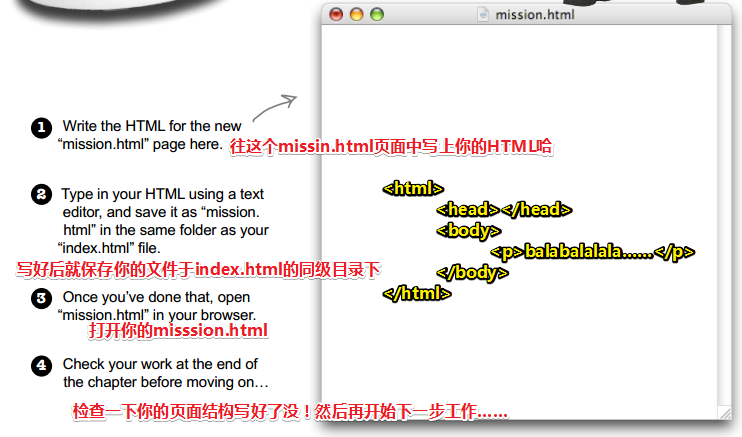 mission.html
1 Write the HTML for the new
“mission.html” page here.
往这个missin.html页面中写上你的HTML哈
2 Type in your HTML using a text
editor, and save it as “mission.
html” in the same folder as your
“index.html” file.
写好后就保存你的文件于index.html的同级目录下
3 Once you’ve done that, open
“mission.html” in your browser.
打开你的misssion.html
4 Check your work at the end of
the chapter before moving on…
检查一下你的页面结构写好了没！然后再开始下一步工作……
<html>
<head></head>
<body>
<p>balabalalala……</p>
</body>
</html>